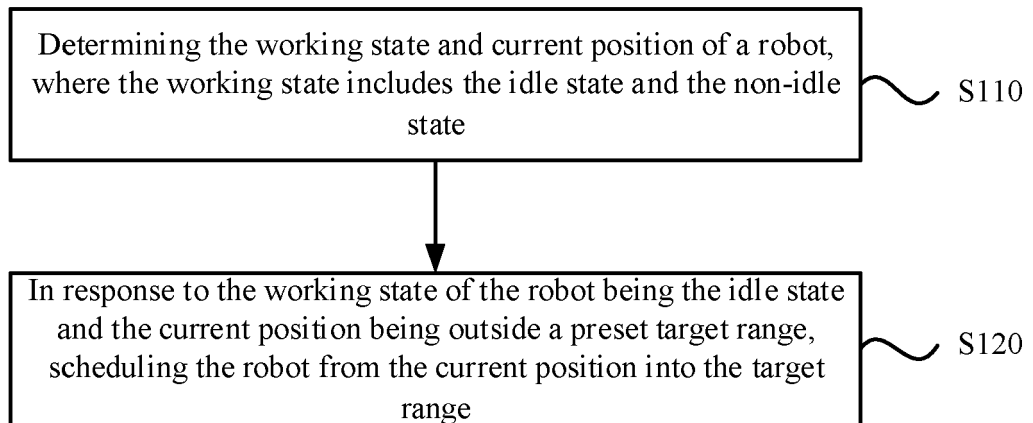 Determining the working state and current position of a robot,
where the working state includes the idle state and the non-idle
state
S110
In response to the working state of the robot being the idle state
and the current position being outside a preset target range,
scheduling the robot from the current position into the target
range
S120